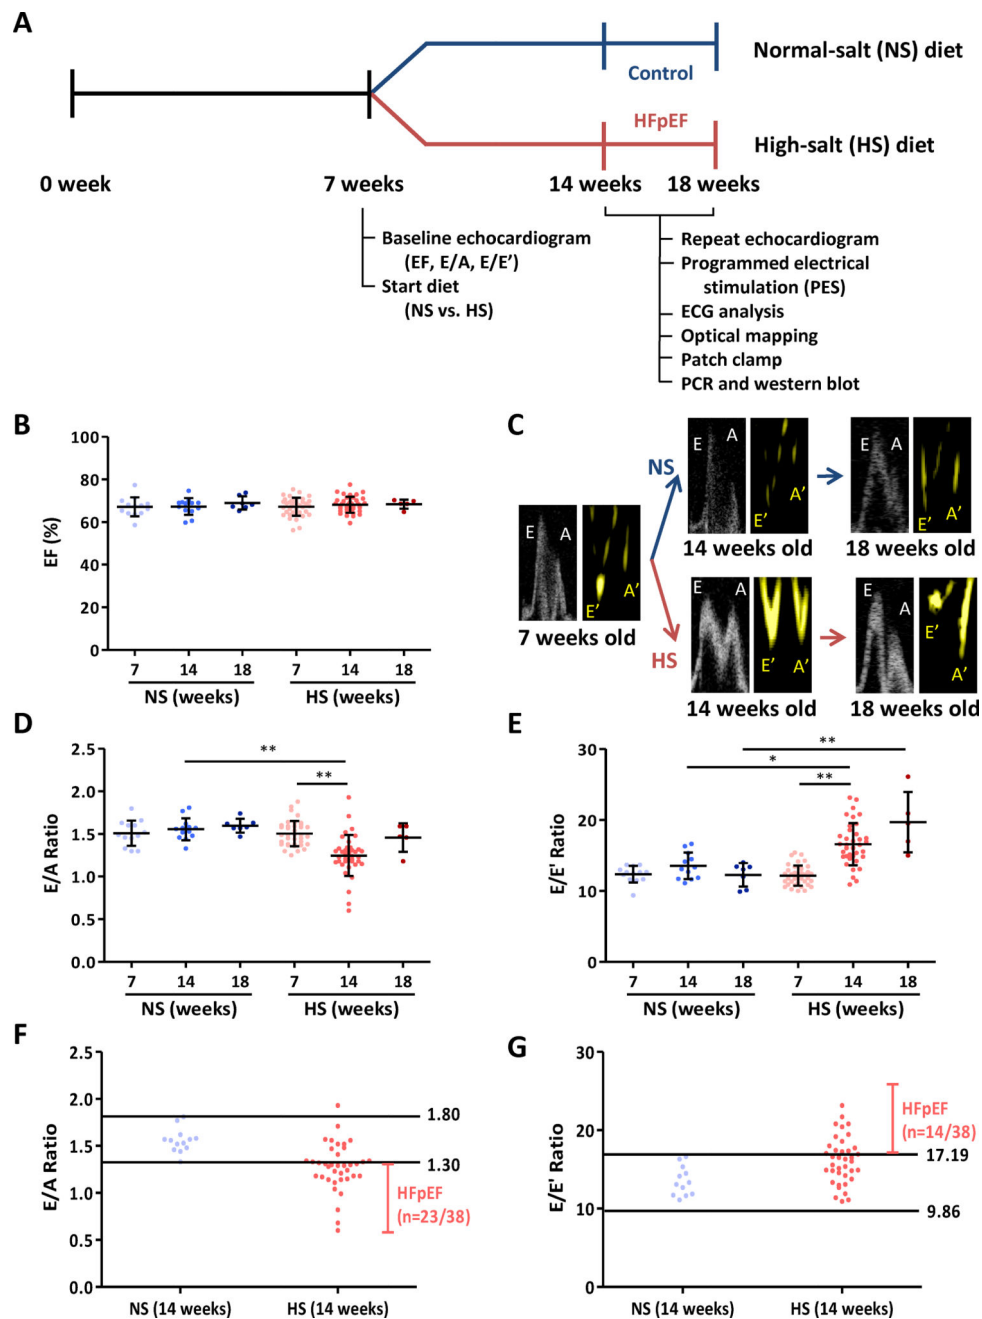 A
Normal-salt (NS) diet
Control
HFpEF
High-salt (HS) diet
0 week
7 weeks
14 weeks
18 weeks
Baseline echocardiogram
(EF, E/A, E/E’)
Start diet
(NS vs. HS)
Repeat echocardiogram
Programmed electrical
stimulation (PES)
ECG analysis
Optical mapping
Patch clamp
PCR and western blot
B
EF (%)
100
80
60
40
20
0
7 14 18 7 14 18
NS (weeks) HS (weeks)
C
E A E’ A’
7 weeks old
NS
E A E’ A’
14 weeks old
E A E’ A’
18 weeks old
HS
E A E’ A’
14 weeks old
E A E’ A’
18 weeks old
D
E/A Ratio
2.5
2.0
1.5
1.0
0.5
0.0
**
**
7 14 18 7 14 18
NS (weeks) HS (weeks)
E
E/E' Ratio
30
20
10
0
**
*
**
7 14 18 7 14 18
NS (weeks) HS (weeks)
F
E/A Ratio
2.5
2.0
1.5
1.0
0.5
0.0
1.80
1.30
HFpEF
(n=23/38)
NS (14 weeks) HS (14 weeks)
G
E/E' Ratio
30
20
10
0
HFpEF
(n=14/38)
17.19
9.86
NS (14 weeks) HS (14 weeks)